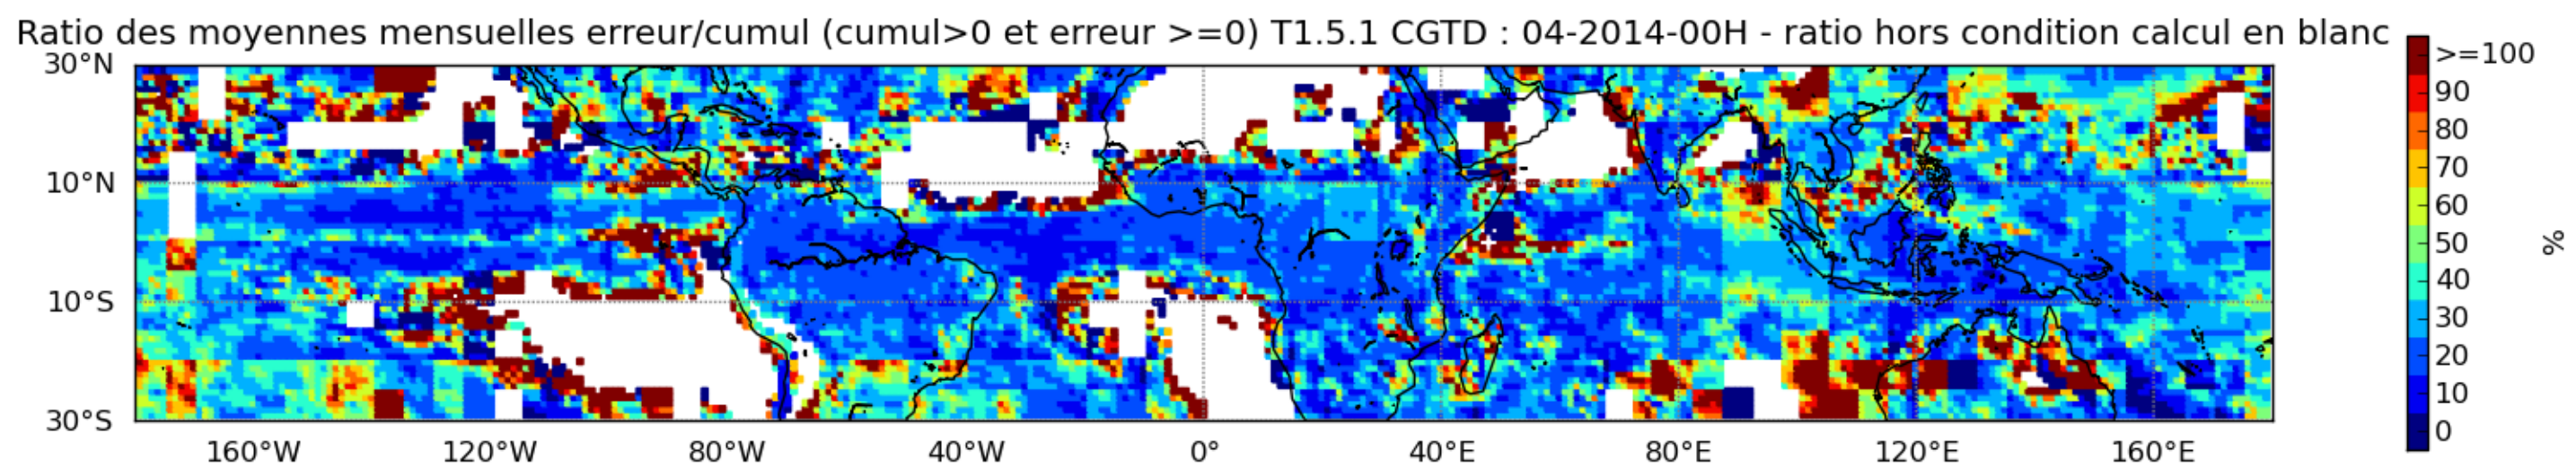 Ratio des moyennes mensuelles erreur/cumul (cumul>0 et erreur >=0) T1.5.1 CGTD : 04-2014-00H - ratio hors condition calcul en blanc
30°N
10°N
10°S
30°S
160°W 120°W 80°W 40°W 0° 40°E 80°E 120°E 160°E
>=100
90
80
70
60
50
40
30
20
10
0
%